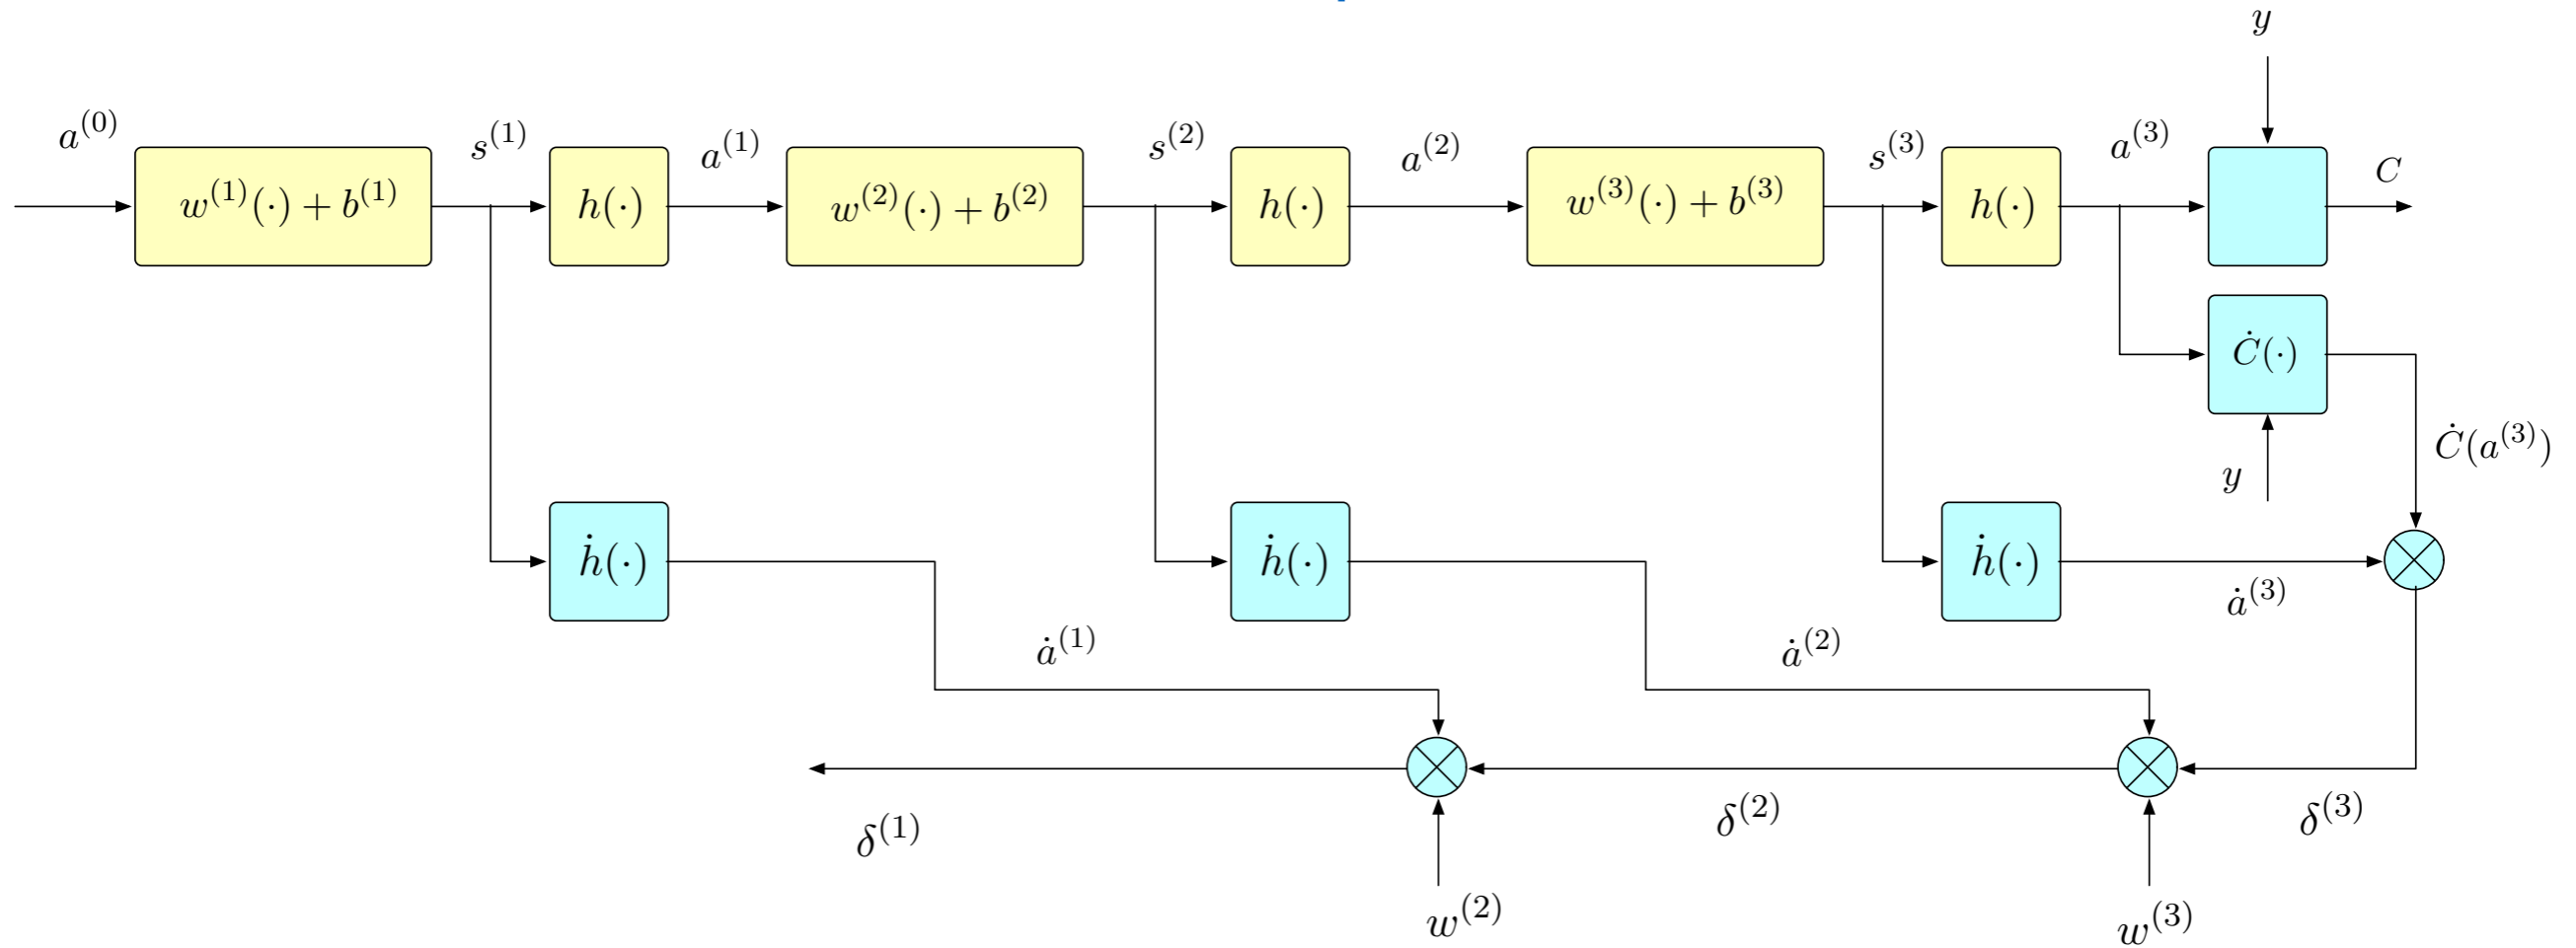 y
a^{(0)}
w^{(1)}(·) + b^{(1)}
s^{(1)}
h(·)
a^{(1)}
w^{(2)}(·) + b^{(2)}
s^{(2)}
h(·)
a^{(2)}
w^{(3)}(·) + b^{(3)}
s^{(3)}
h(·)
a^{(3)}
C
Ċ(·)
Ċ(a^{(3)})
y
ḣ(·)
ḣ(·)
ḣ(·)
ȧ^{(1)}
ȧ^{(2)}
ȧ^{(3)}
δ^{(1)}
δ^{(2)}
δ^{(3)}
w^{(2)}
w^{(3)}